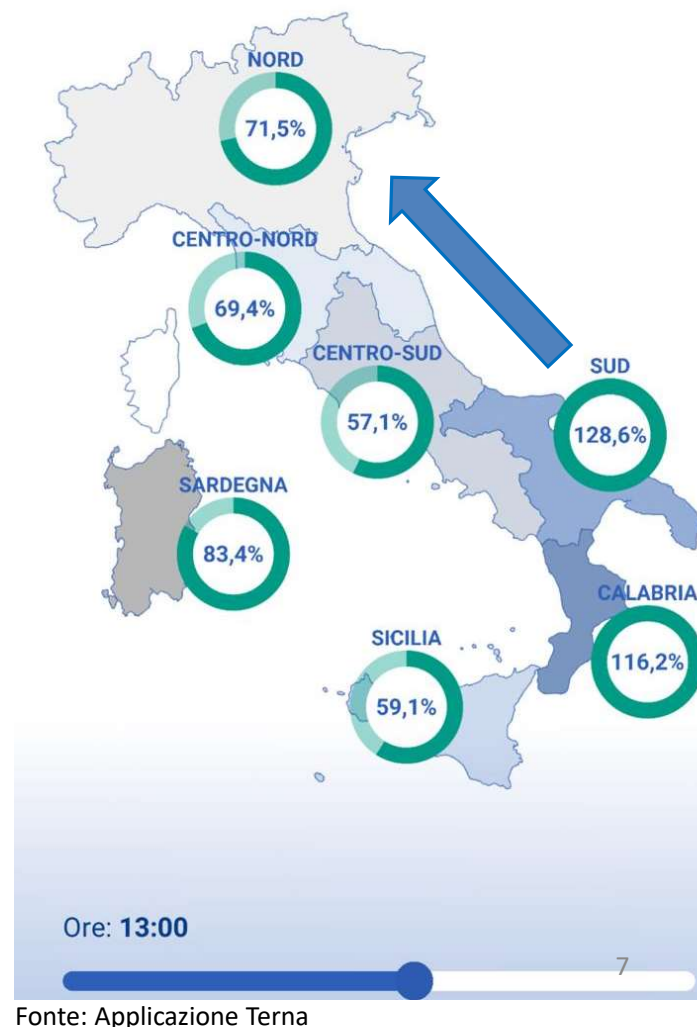 NORD
71,5%
CENTRO-NORD
69,4%
CENTRO-SUD
57,1%
SUD
128,6%
SARDEGNA
83,4%
CALABRIA
116,2%
SICILIA
59,1%
Ore: 13:00
7
Fonte: Applicazione Terna